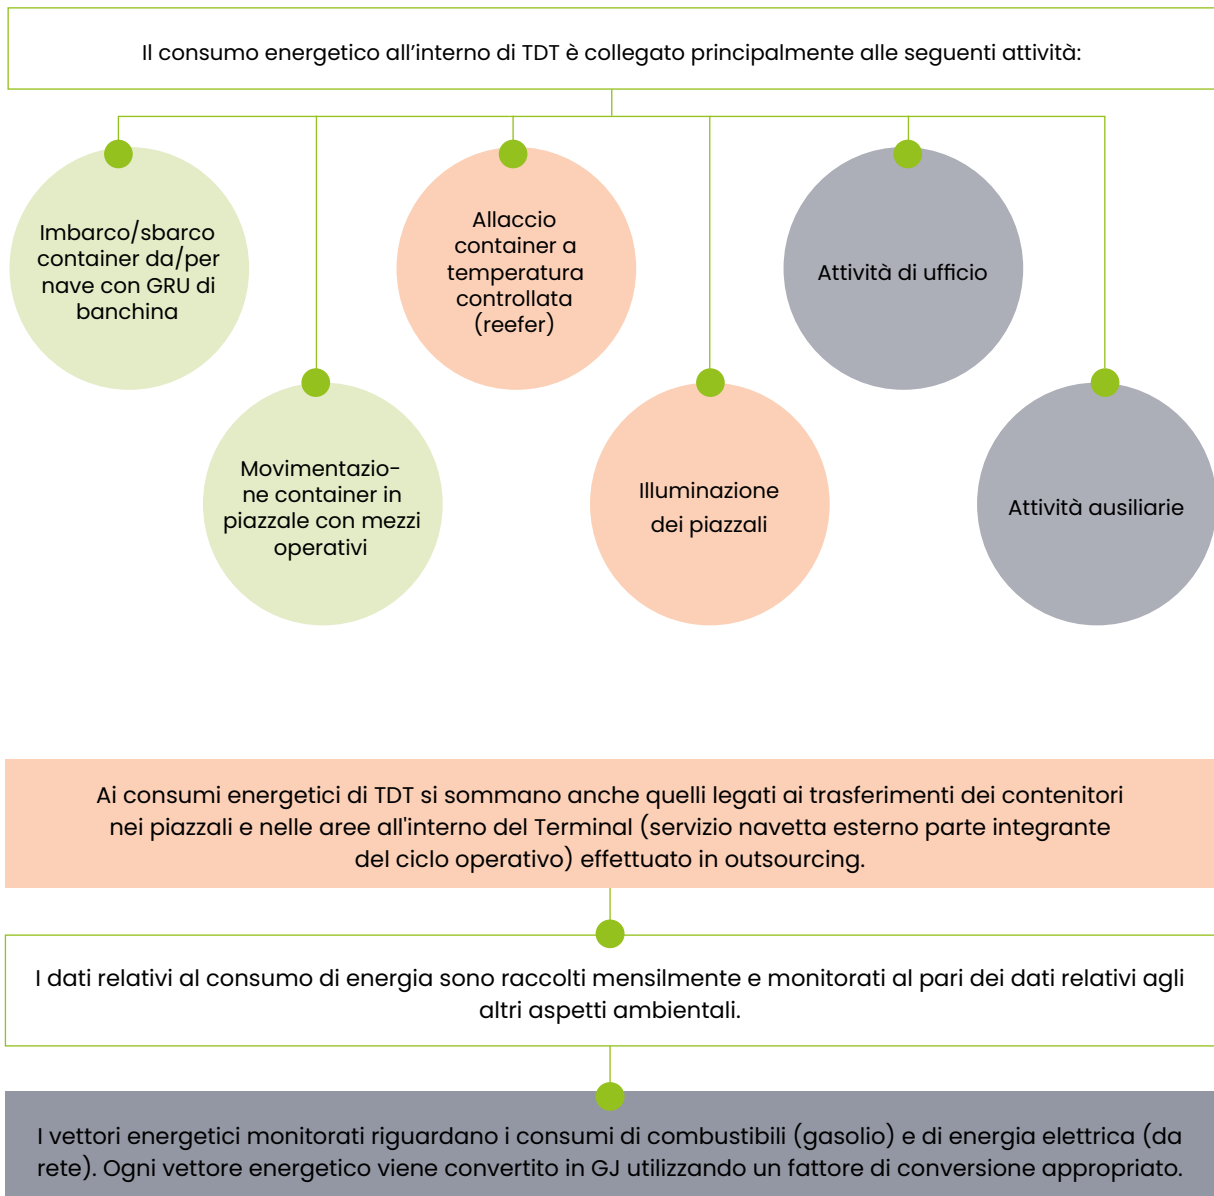 Il consumo energetico all’interno di TDT è collegato principalmente alle seguenti attività:
Imbarco/sbarco
container da/per
nave con GRU di
banchina
Movimentazio-
ne container in
piazzale con mezzi
operativi
Allaccio
container a
temperatura
controllata
(reefer)
Illuminazione
dei piazzali
Attività di ufficio
Attività ausiliarie
Ai consumi energetici di TDT si sommano anche quelli legati ai trasferimenti dei contenitori
nei piazzali e nelle aree all'interno del Terminal (servizio navetta esterno parte integrante
del ciclo operativo) effettuato in outsourcing.
I dati relativi al consumo di energia sono raccolti mensilmente e monitorati al pari dei dati relativi agli
altri aspetti ambientali.
I vettori energetici monitorati riguardano i consumi di combustibili (gasolio) e di energia elettrica (da
rete). Ogni vettore energetico viene convertito in GJ utilizzando un fattore di conversione appropriato.